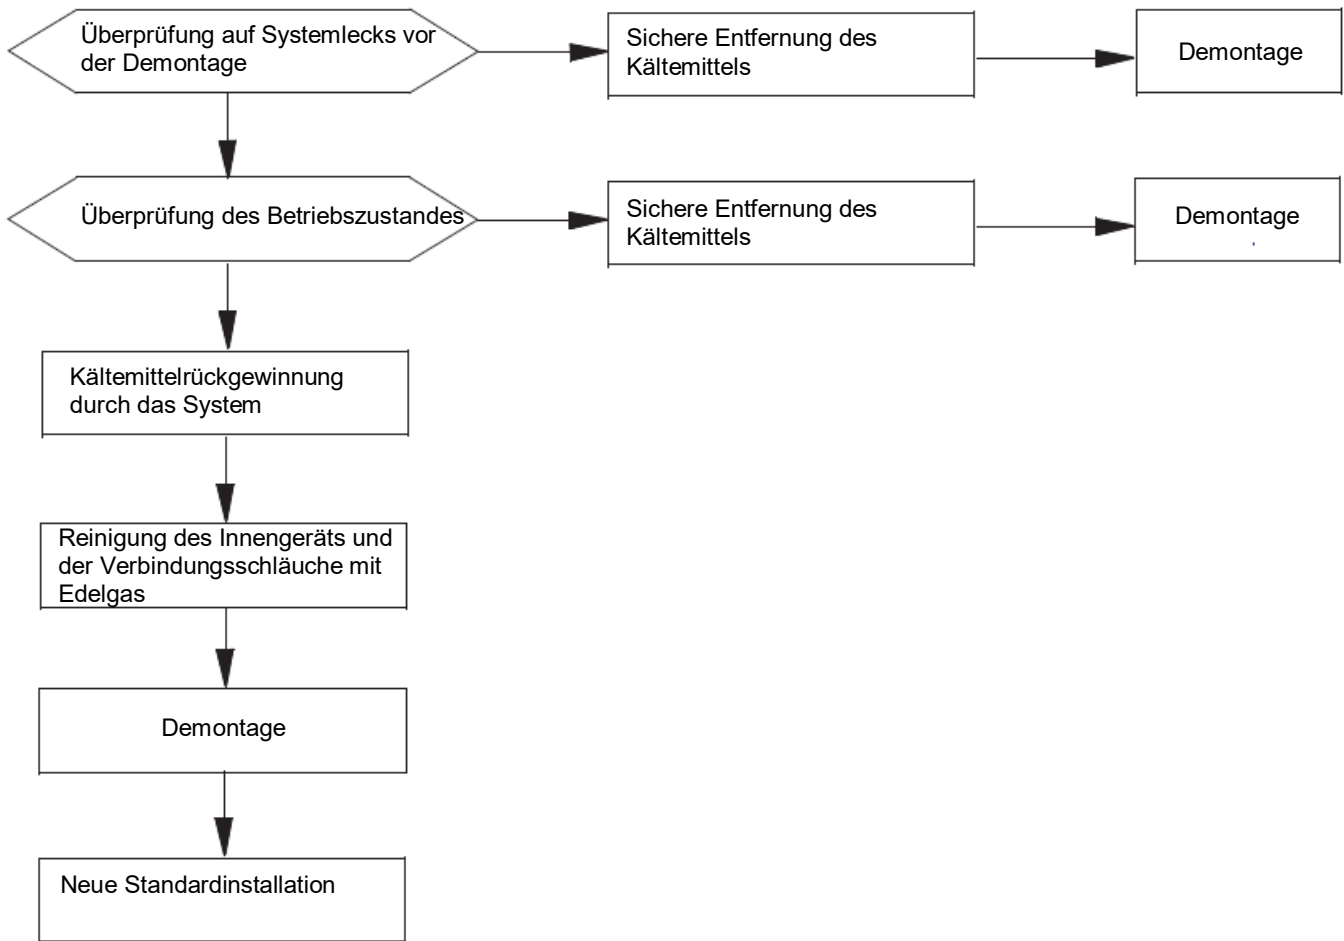 Überprüfung auf Systemlecks vor
der Demontage
Sichere Entfernung des
Kältemittels
Demontage
Überprüfung des Betriebszustandes
Sichere Entfernung des
Kältemittels
Demontage
Kältemittelrückgewinnung
durch das System
Reinigung des Innengeräts und
der Verbindungsschläuche mit
Edelgas
Demontage
Neue Standardinstallation